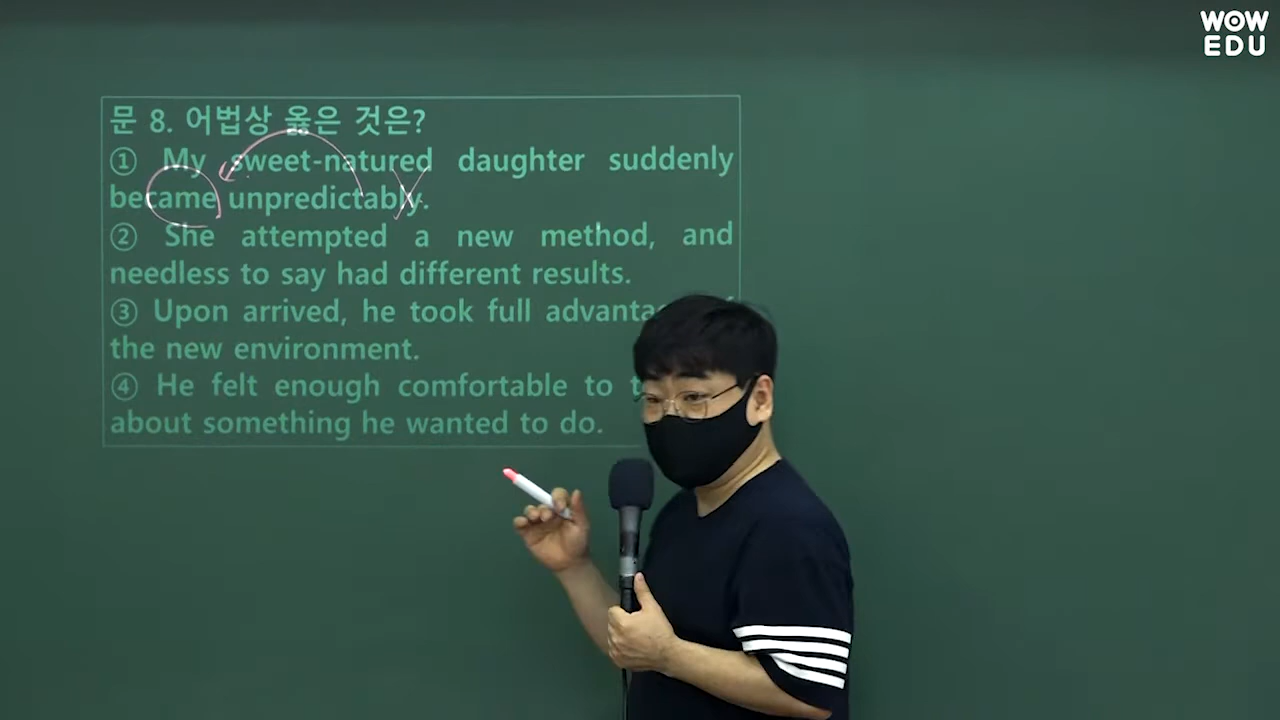 WOW
EDU
문 8. 어법상 옳은 것은?
① My sweet-natured daughter suddenly
became unpredictably.
② She attempted a new method, and
needless to say had different results.
③ Upon arrived, he took full
the new environment.
④ He felt enough comfortable to
about something he wanted to do.